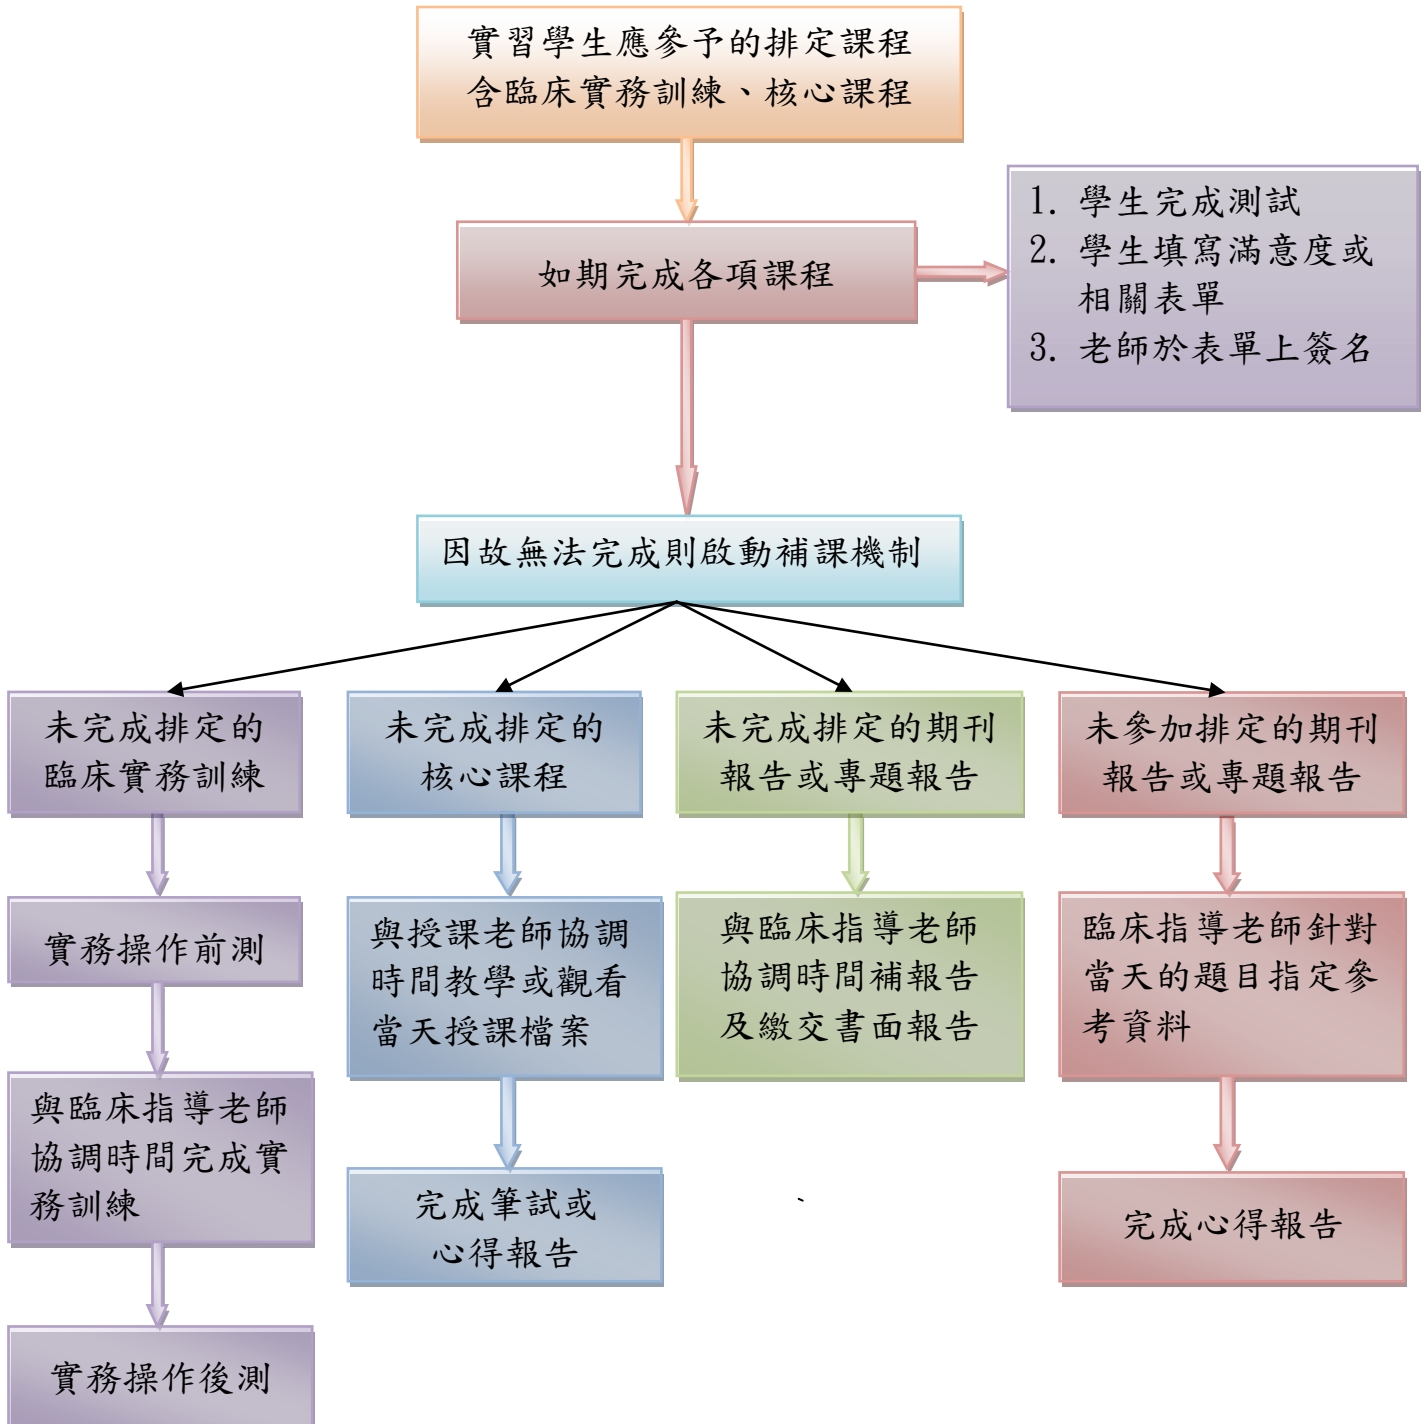 實習學生應參予的排定課程
含臨床實務訓練、核心課程
如期完成各項課程
1. 學生完成測試
2. 學生填寫滿意度或
相關表單
3. 老師於表單上簽名
因故無法完成則啟動補課機制
未完成排定的
臨床實務訓練
實務操作前測
與臨床指導老師
協調時間完成實
務訓練
實務操作後測
未完成排定的
核心課程
與授課老師協調
時間教學或觀看
當天授課檔案
完成筆試或
心得報告
未完成排定的期刊
報告或專題報告
與臨床指導老師
協調時間補報告
及繳交書面報告
、
未參加排定的期刊
報告或專題報告
臨床指導老師針對
當天的題目指定參
考資料
完成心得報告